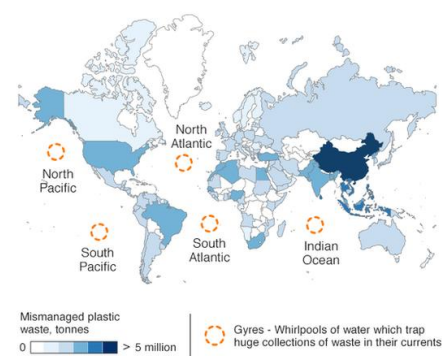 North
Atlantic
North
Pacific
South
Pacific
South
Atlantic
Indian
Ocean
Mismanaged plastic
waste, tonnes
0 > 5 million
Gyres - Whirlpools of water which trap
huge collections of waste in their currents